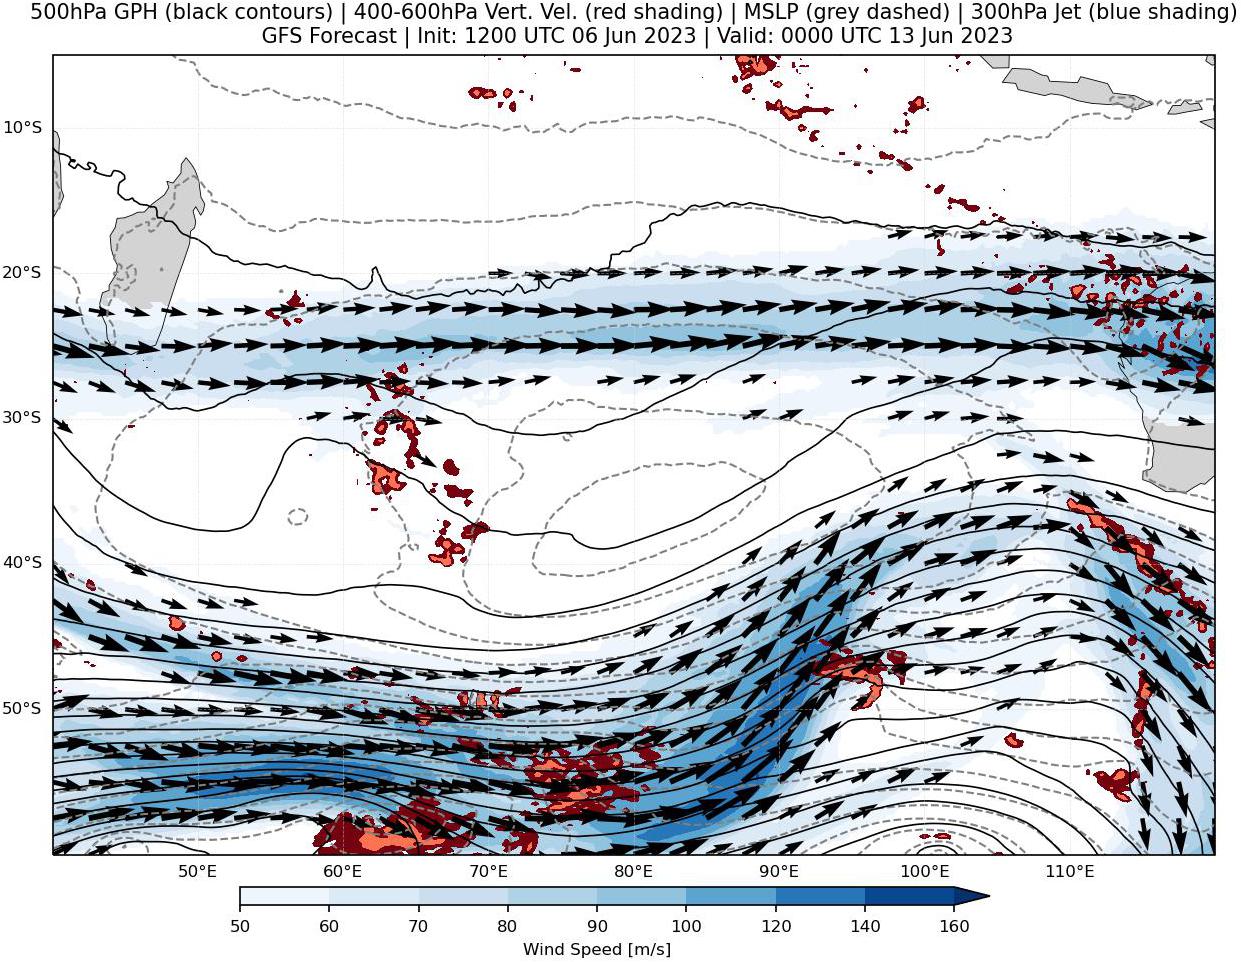 500hPa GPH (black contours) | 400-600hPa Vert. Vel. (red shading) | MSLP (grey dashed) | 300hPa Jet (blue shading)
GFS Forecast | Init: 1200 UTC 06 Jun 2023 | Valid: 0000 UTC 13 Jun 2023
10°S
20°S
30°S
40°S
50°S
50°E 60°E 70°E 80°E 90°E 100°E 110°E
50 60 70 80 90 100 120 140 160
Wind Speed [m/s]